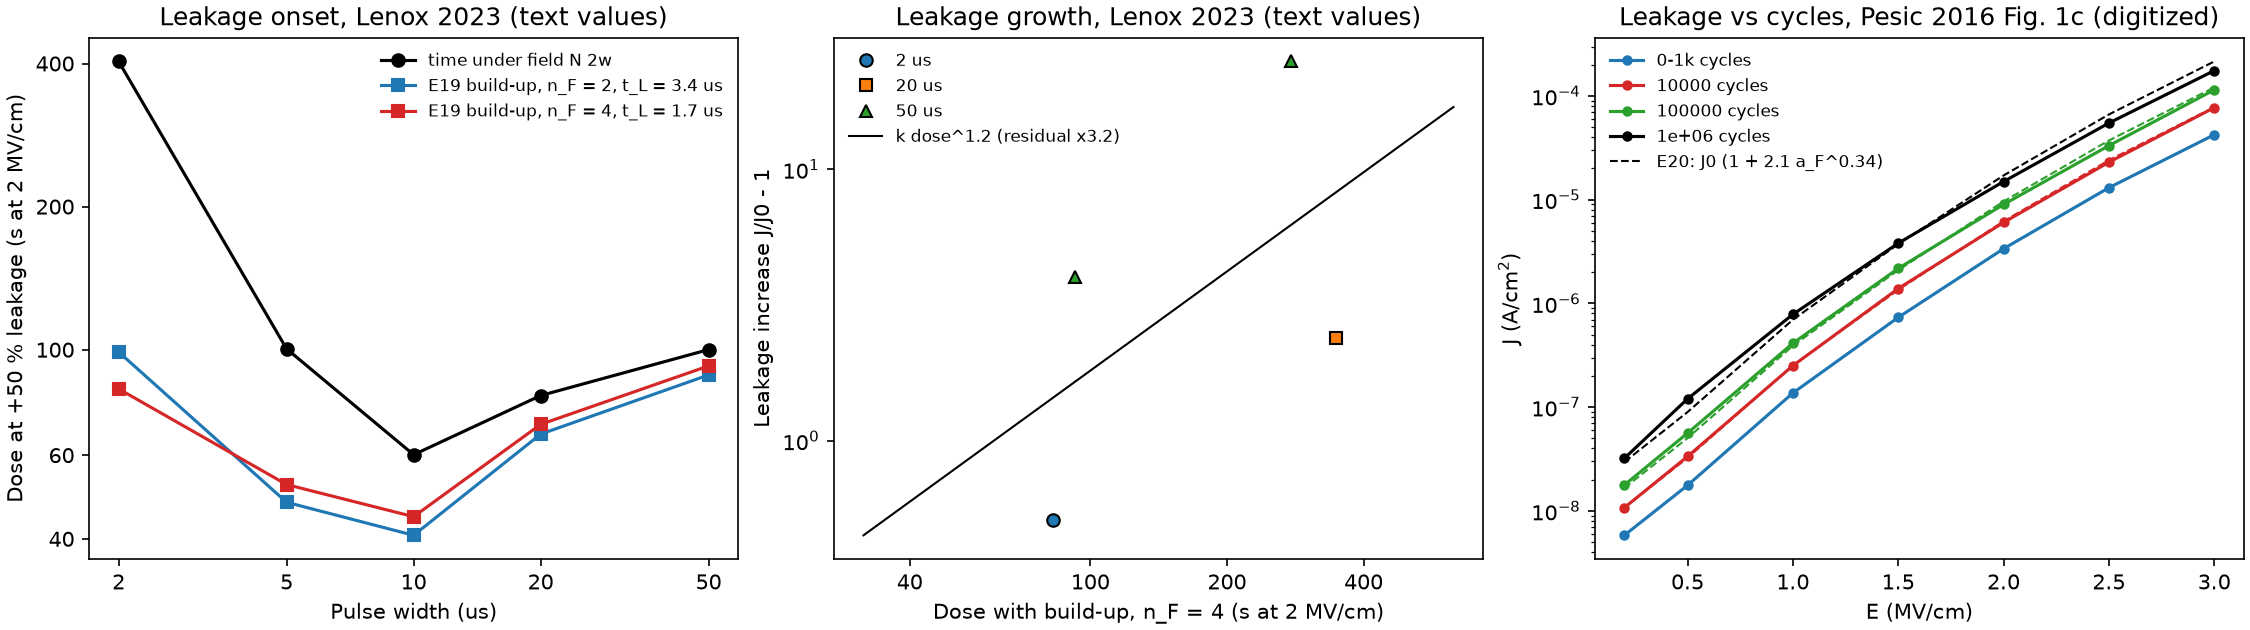 Leakage onset, Lenox 2023 (text values)
Dose at +50 % leakage (s at 2 MV/cm)
400
200
100
60
40
time under field N 2w
E19 build-up, n_F = 2, t_L = 3.4 us
E19 build-up, n_F = 4, t_L = 1.7 us
2 5 10 20 50
Pulse width (us)
Leakage growth, Lenox 2023 (text values)
Leakage increase J/J0 - 1
10^1
10^0
2 us
20 us
50 us
k dose^1.2 (residual x3.2)
40 100 200 400
Dose with build-up, n_F = 4 (s at 2 MV/cm)
Leakage vs cycles, Pesic 2016 Fig. 1c (digitized)
J (A/cm²)
10⁻⁴
10⁻⁵
10⁻⁶
10⁻⁷
10⁻⁸
0-1k cycles
10000 cycles
100000 cycles
1e+06 cycles
E20: J0 (1 + 2.1 a_F^0.34)
0.5 1.0 1.5 2.0 2.5 3.0
E (MV/cm)